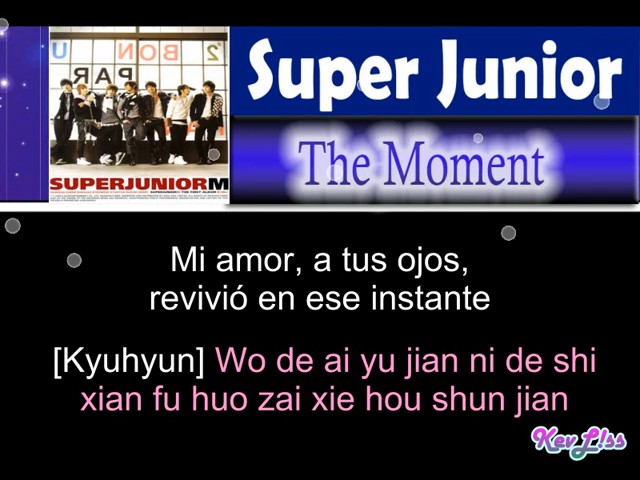 Super Junior
The Moment
U BON 2
PAR
SUPERJUNIORM
Mi amor, a tus ojos,
revivió en ese instante
[Kyuhyun] Wo de ai yu jian ni de shi
xian fu huo zai xie hou shun jian
KevL!ss